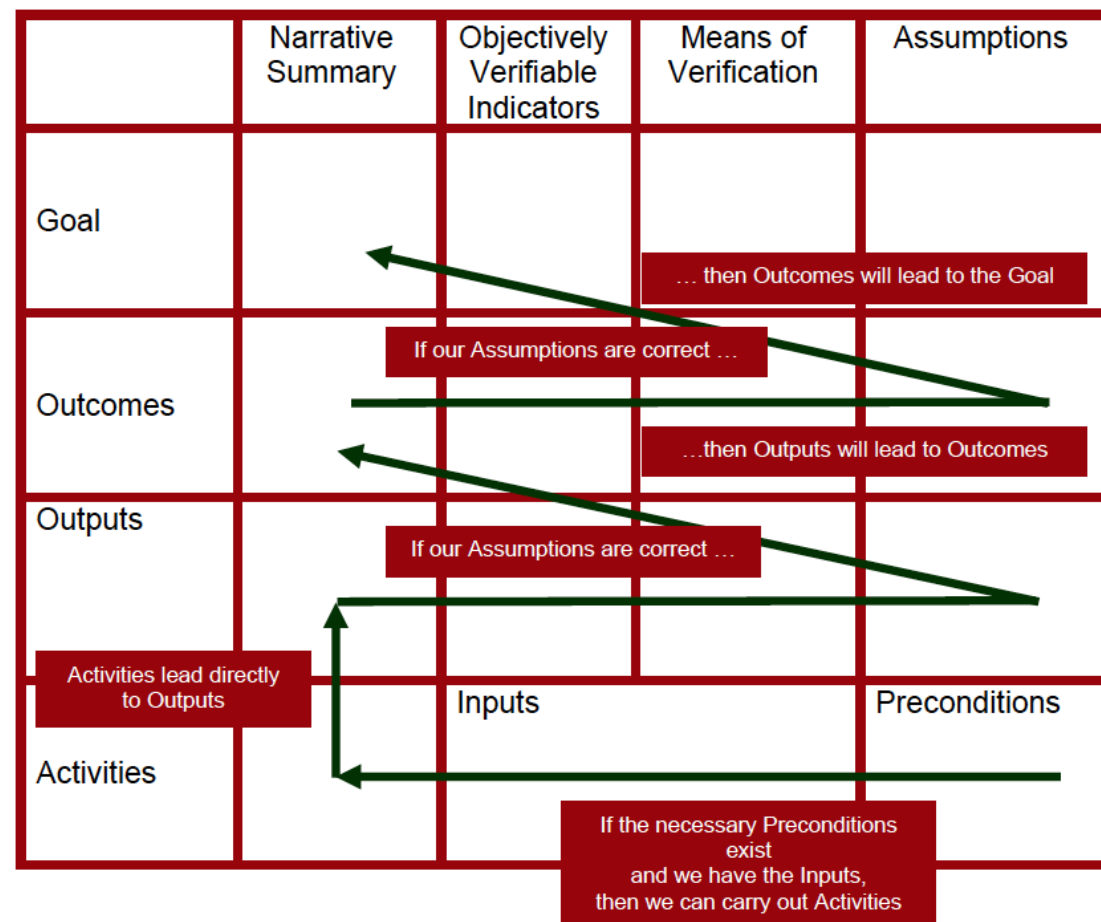 Narrative
Summary
Objectively
Verifiable
Indicators
Means of
Verification
Assumptions
Goal
… then Outcomes will lead to the Goal
If our Assumptions are correct …
Outcomes
…then Outputs will lead to Outcomes
Outputs
If our Assumptions are correct …
Activities lead directly
to Outputs
Inputs
Preconditions
Activities
If the necessary Preconditions
exist
and we have the Inputs,
then we can carry out Activities